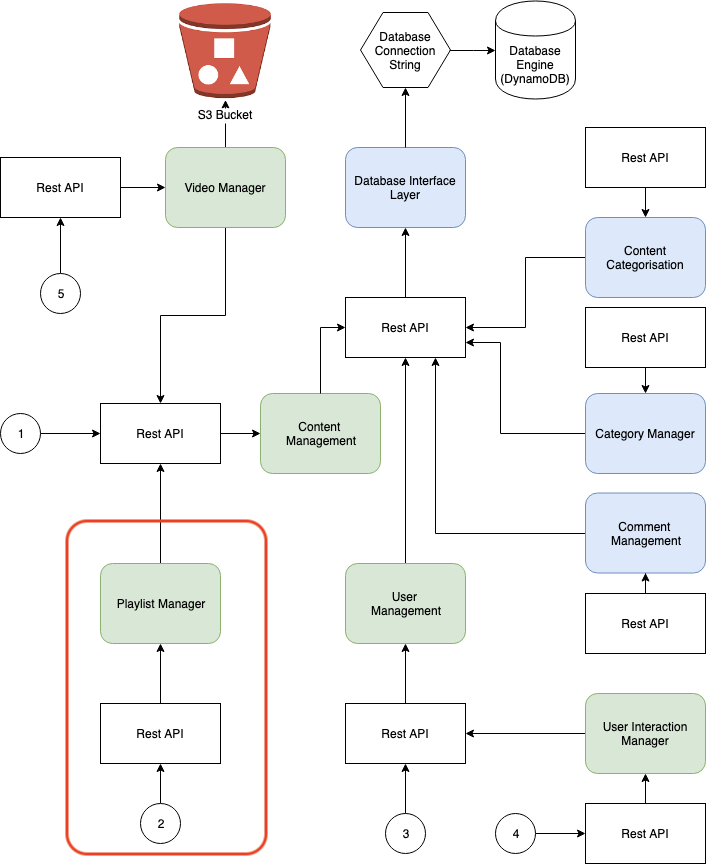 Database
Connection
String
Database
Engine
(DynamoDB)
S3 Bucket
Rest API
Rest API
Video Manager
Database Interface
Layer
Content
Categorisation
5
Rest API
Rest API
1
Rest API
Content
Management
Category Manager
Comment
Management
Playlist Manager
User
Management
Rest API
Rest API
Rest API
User Interaction
Manager
2
3
4
Rest API